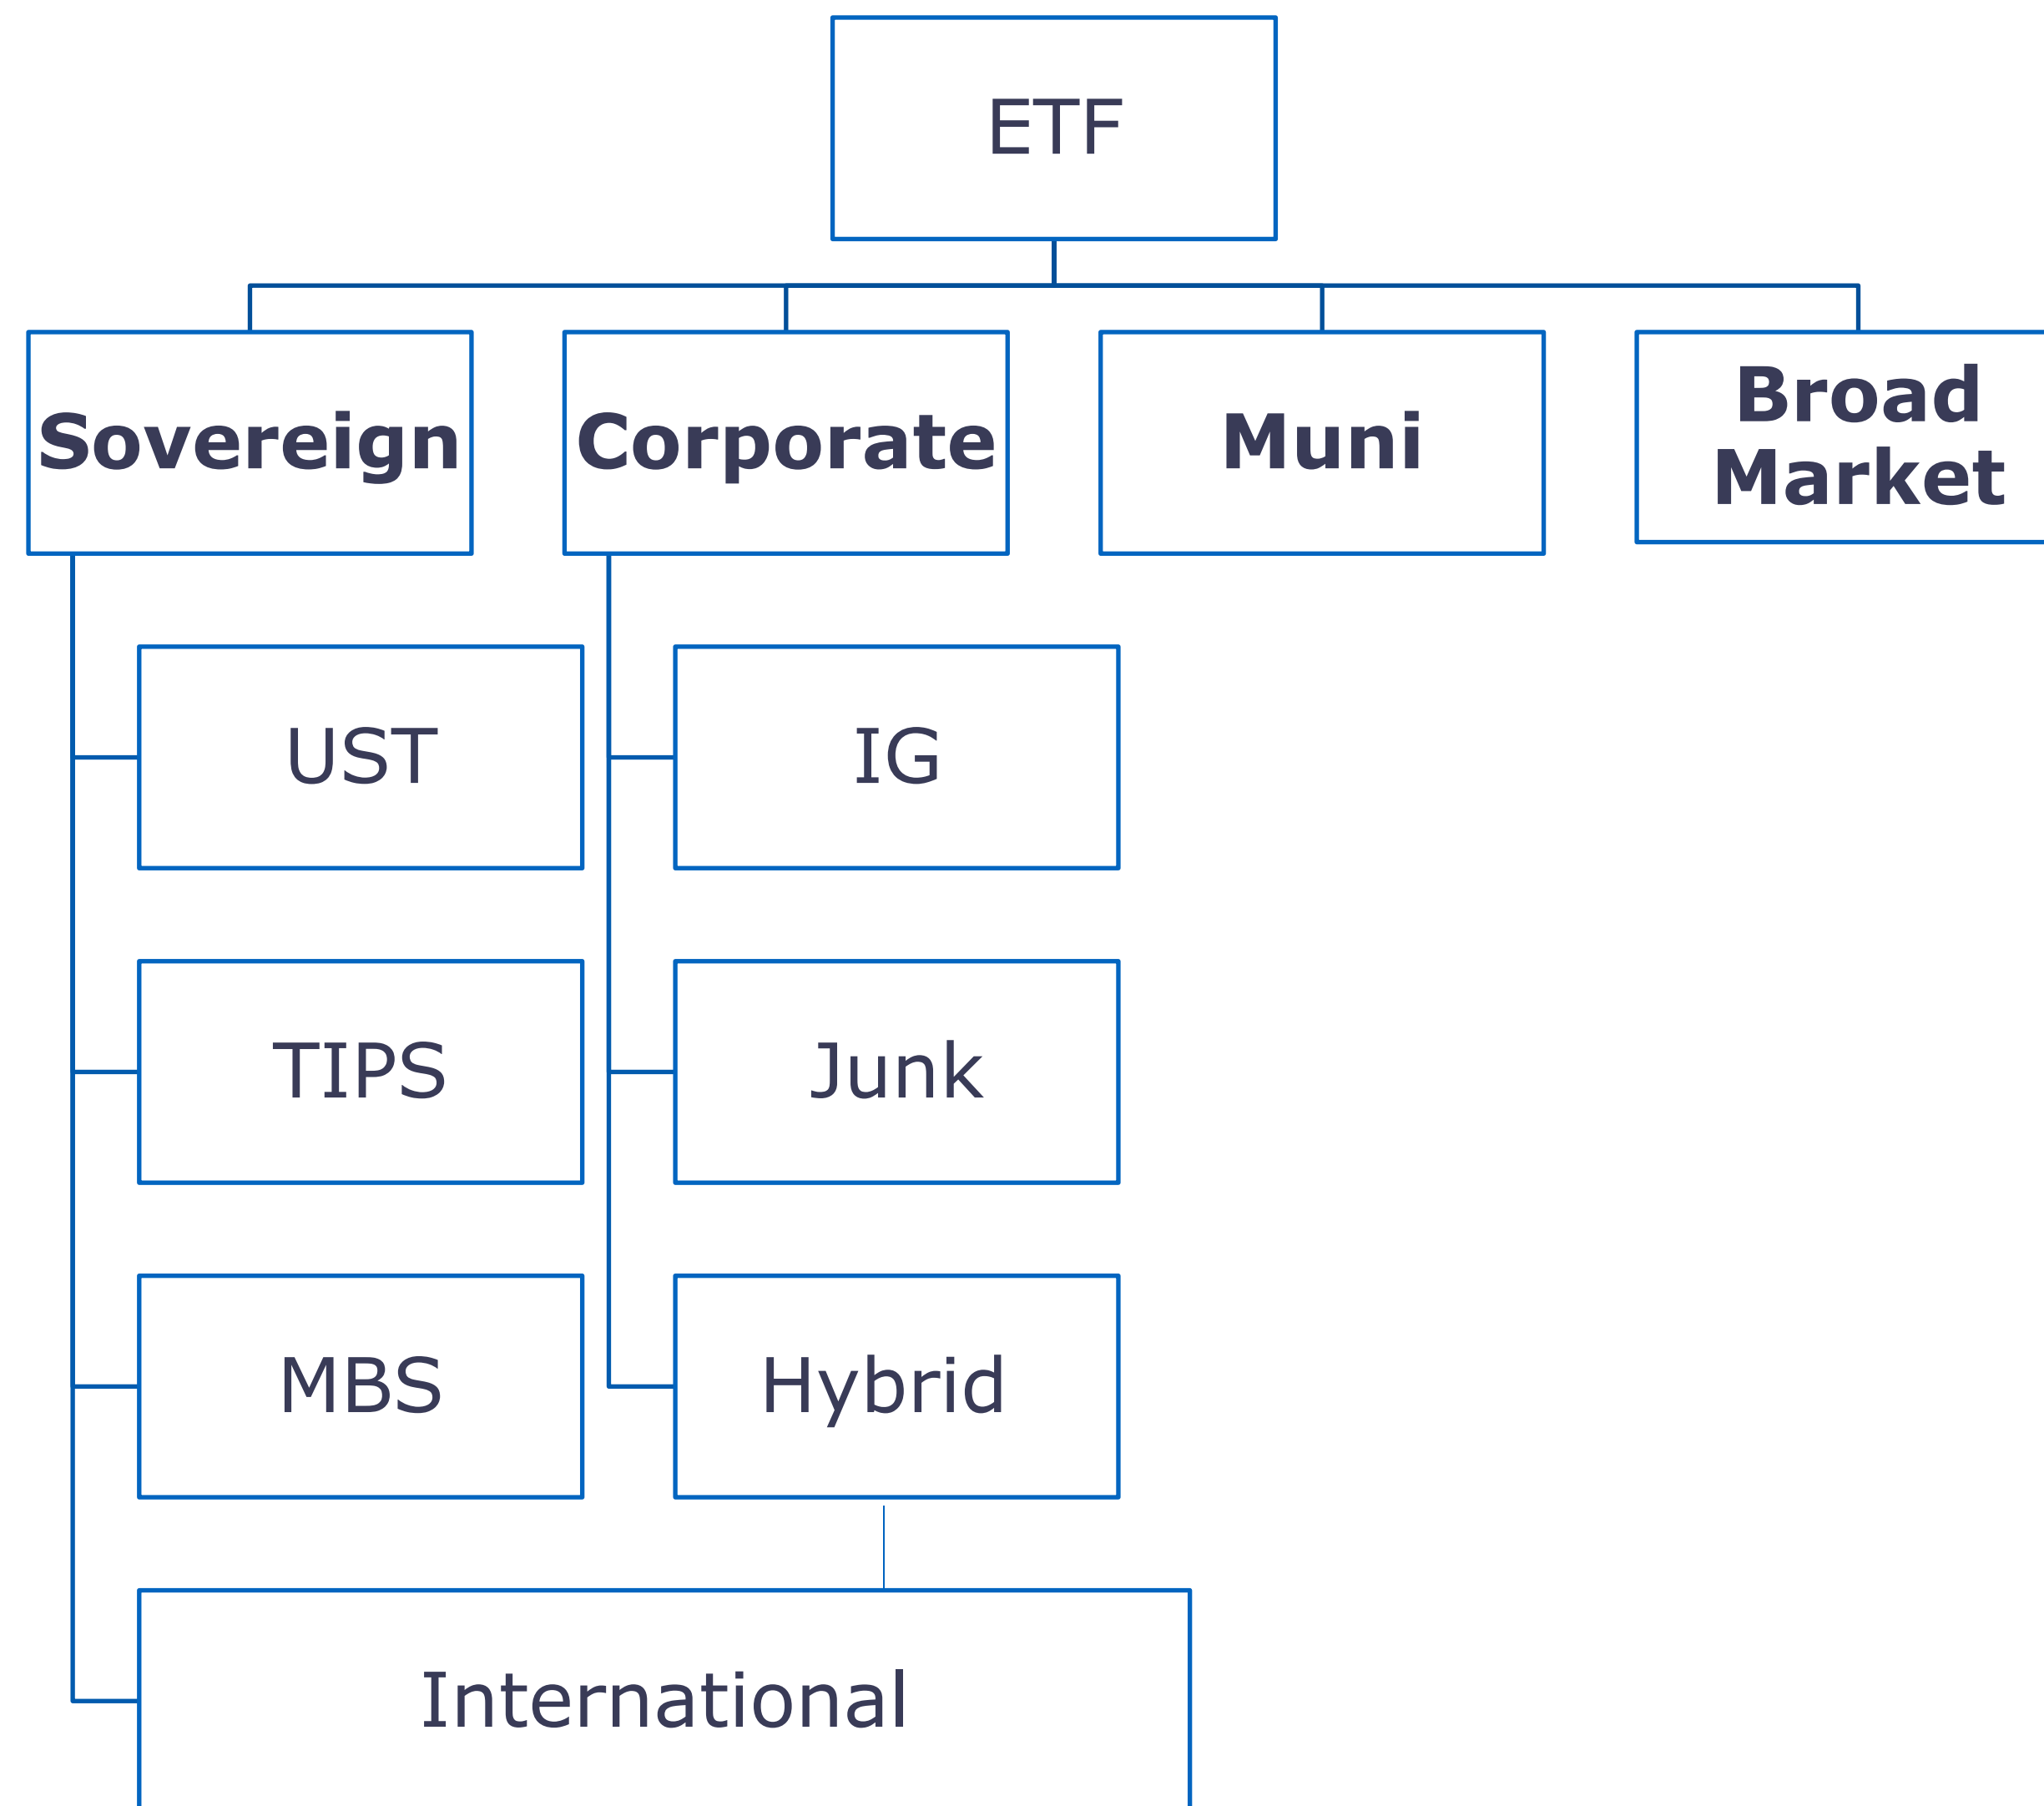 ETF
Sovereign
Corporate
Muni
Broad
Market
UST
IG
TIPS
Junk
MBS
Hybrid
International